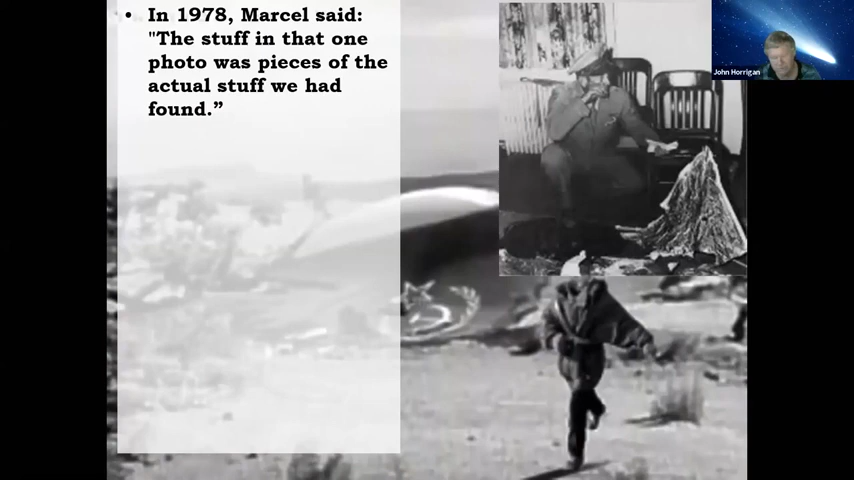 • In 1978, Marcel said:
"The stuff in that one
photo was pieces of the
actual stuff we had
found.”
John Horrigan